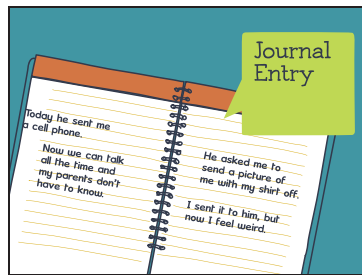 Journal
Entry
Today he sent me
a cell phone.
Now we can talk
all the time and
my parents don't
have to know.
He asked me to
send a picture of
me with my shirt off.
I sent it to him, but
now I feel weird.